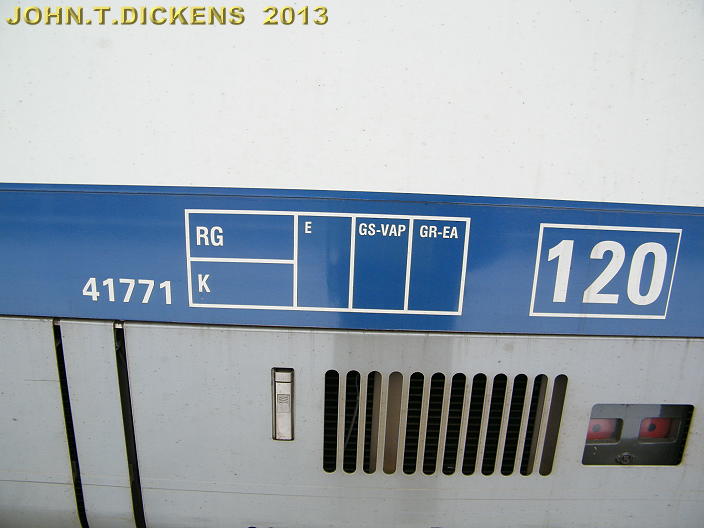 JOHN.T.DICKENS 2013
RG E GS-VAP GR-EA
K
41771
120